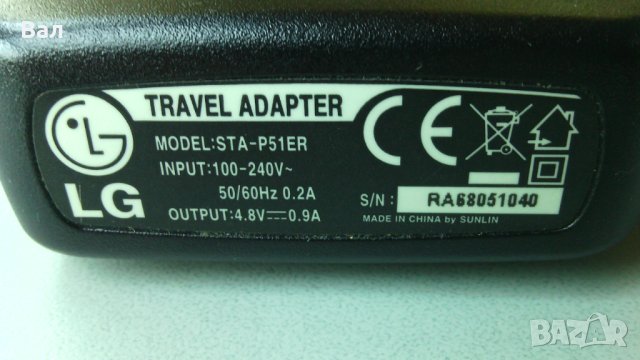 Вал
LG
TRAVEL ADAPTER
MODEL:STA-P51ER
INPUT:100-240V~
50/60Hz 0.2A
OUTPUT:4.8V⎓0.9A
CE
S/N : RA68051040
MADE IN CHINA by SUNLIN
BAZAR